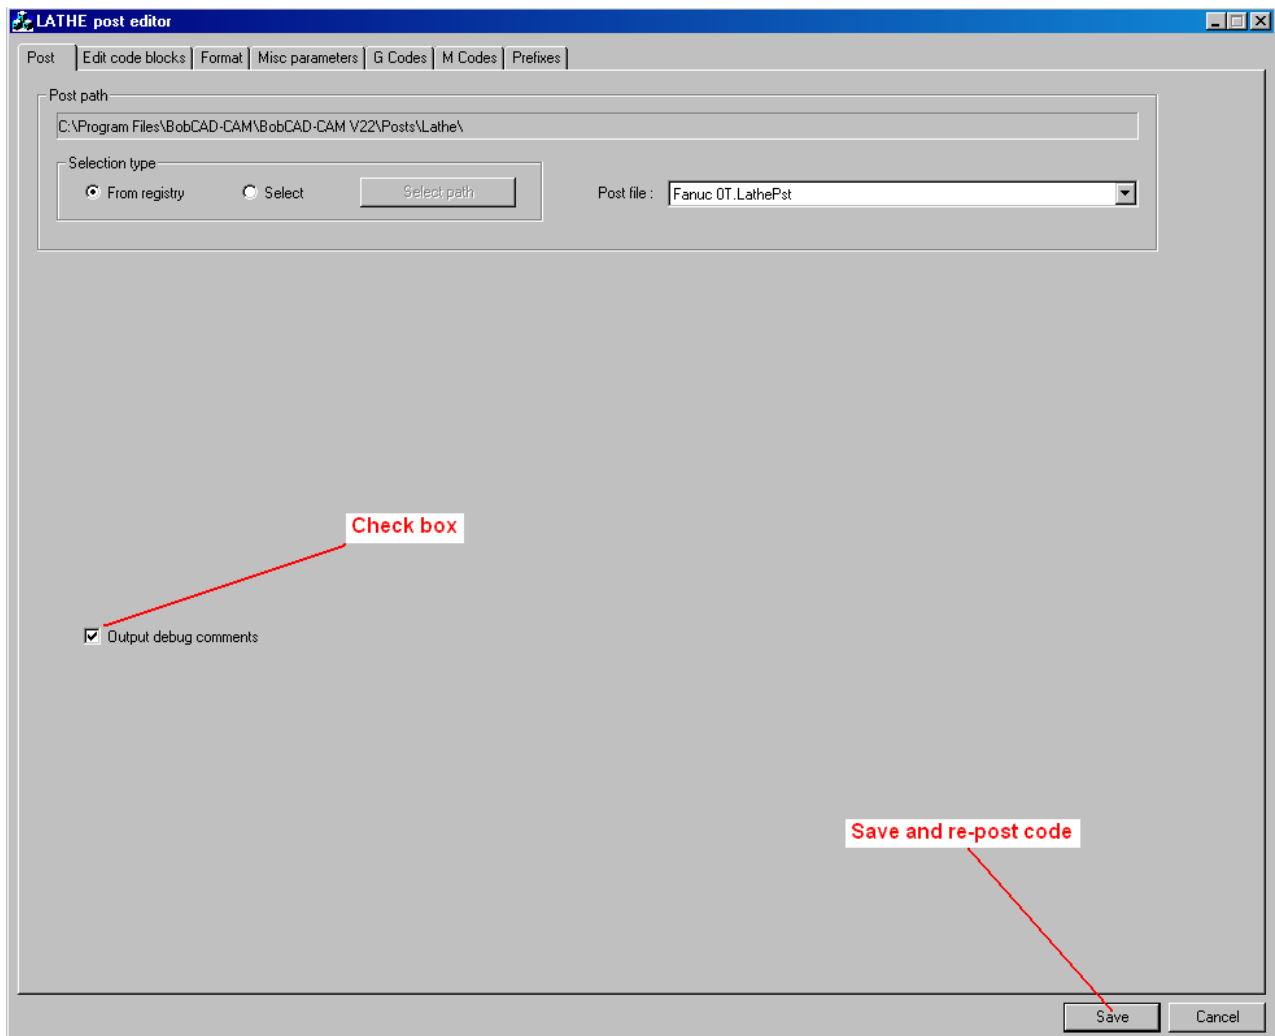 LATHE post editor
Post Edit code blocks Format Misc parameters G Codes M Codes Prefixes
Post path
C:\Program Files\BobCAD-CAM\BobCAD-CAM V22\Posts\Lathe\
Selection type
From registry Select Select path Post file : Fanuc 0T.LathePst
Check box
Output debug comments
Save and re-post code
Save Cancel